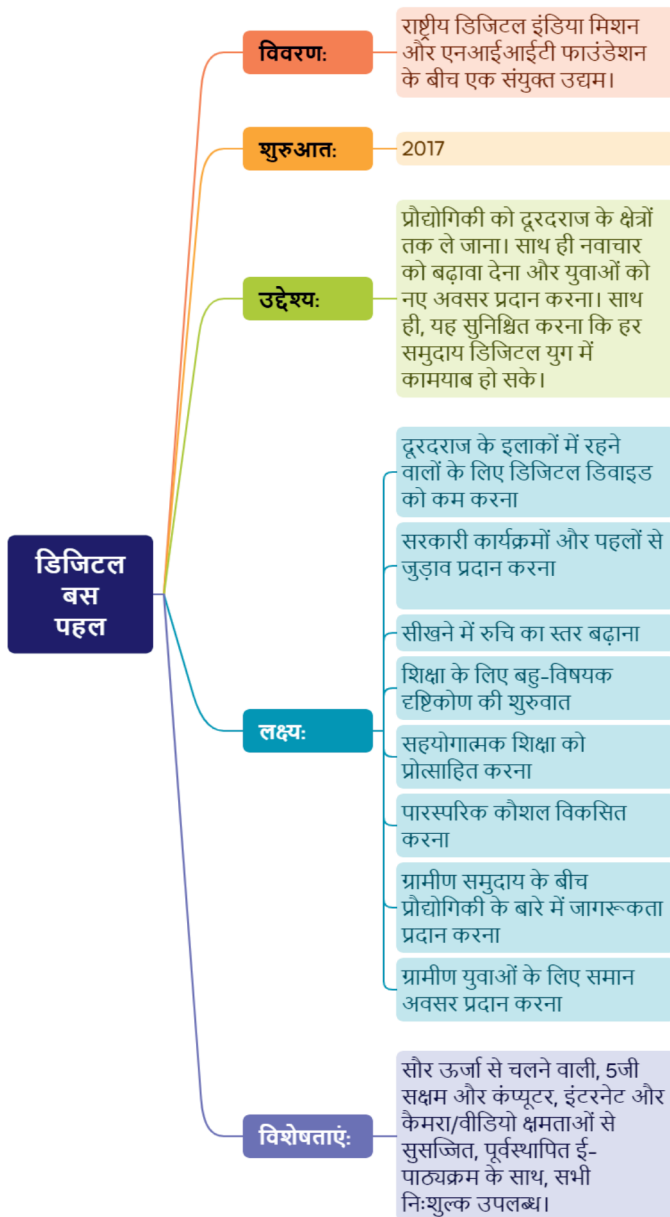 डिजिटल
बस
पहल
विवरण:
राष्ट्रीय डिजिटल इंडिया मिशन
और एनआईआईटी फाउंडेशन
के बीच एक संयुक्त उद्यम।
शुरुआत:
2017
उद्देश्य:
प्रौद्योगिकी को दूरदराज के क्षेत्रों
तक ले जाना। साथ ही नवाचार
को बढ़ावा देना और युवाओं को
नए अवसर प्रदान करना। साथ
ही, यह सुनिश्चित करना कि हर
समुदाय डिजिटल युग में
कामयाब हो सके।
लक्ष्य:
दूरदराज के इलाकों में रहने
वालों के लिए डिजिटल डिवाइड
को कम करना
सरकारी कार्यक्रमों और पहलों से
जुड़ाव प्रदान करना
सीखने में रुचि का स्तर बढ़ाना
शिक्षा के लिए बहु-विषयक
दृष्टिकोण की शुरुवात
सहयोगात्मक शिक्षा को
प्रोत्साहित करना
पारस्परिक कौशल विकसित
करना
ग्रामीण समुदाय के बीच
प्रौद्योगिकी के बारे में जागरूकता
प्रदान करना
ग्रामीण युवाओं के लिए समान
अवसर प्रदान करना
विशेषताएं:
सौर ऊर्जा से चलने वाली, 5जी
सक्षम और कंप्यूटर, इंटरनेट और
कैमरा/वीडियो क्षमताओं से
सुसज्जित, पूर्वस्थापित ई-
पाठ्यक्रम के साथ, सभी
निःशुल्क उपलब्ध।